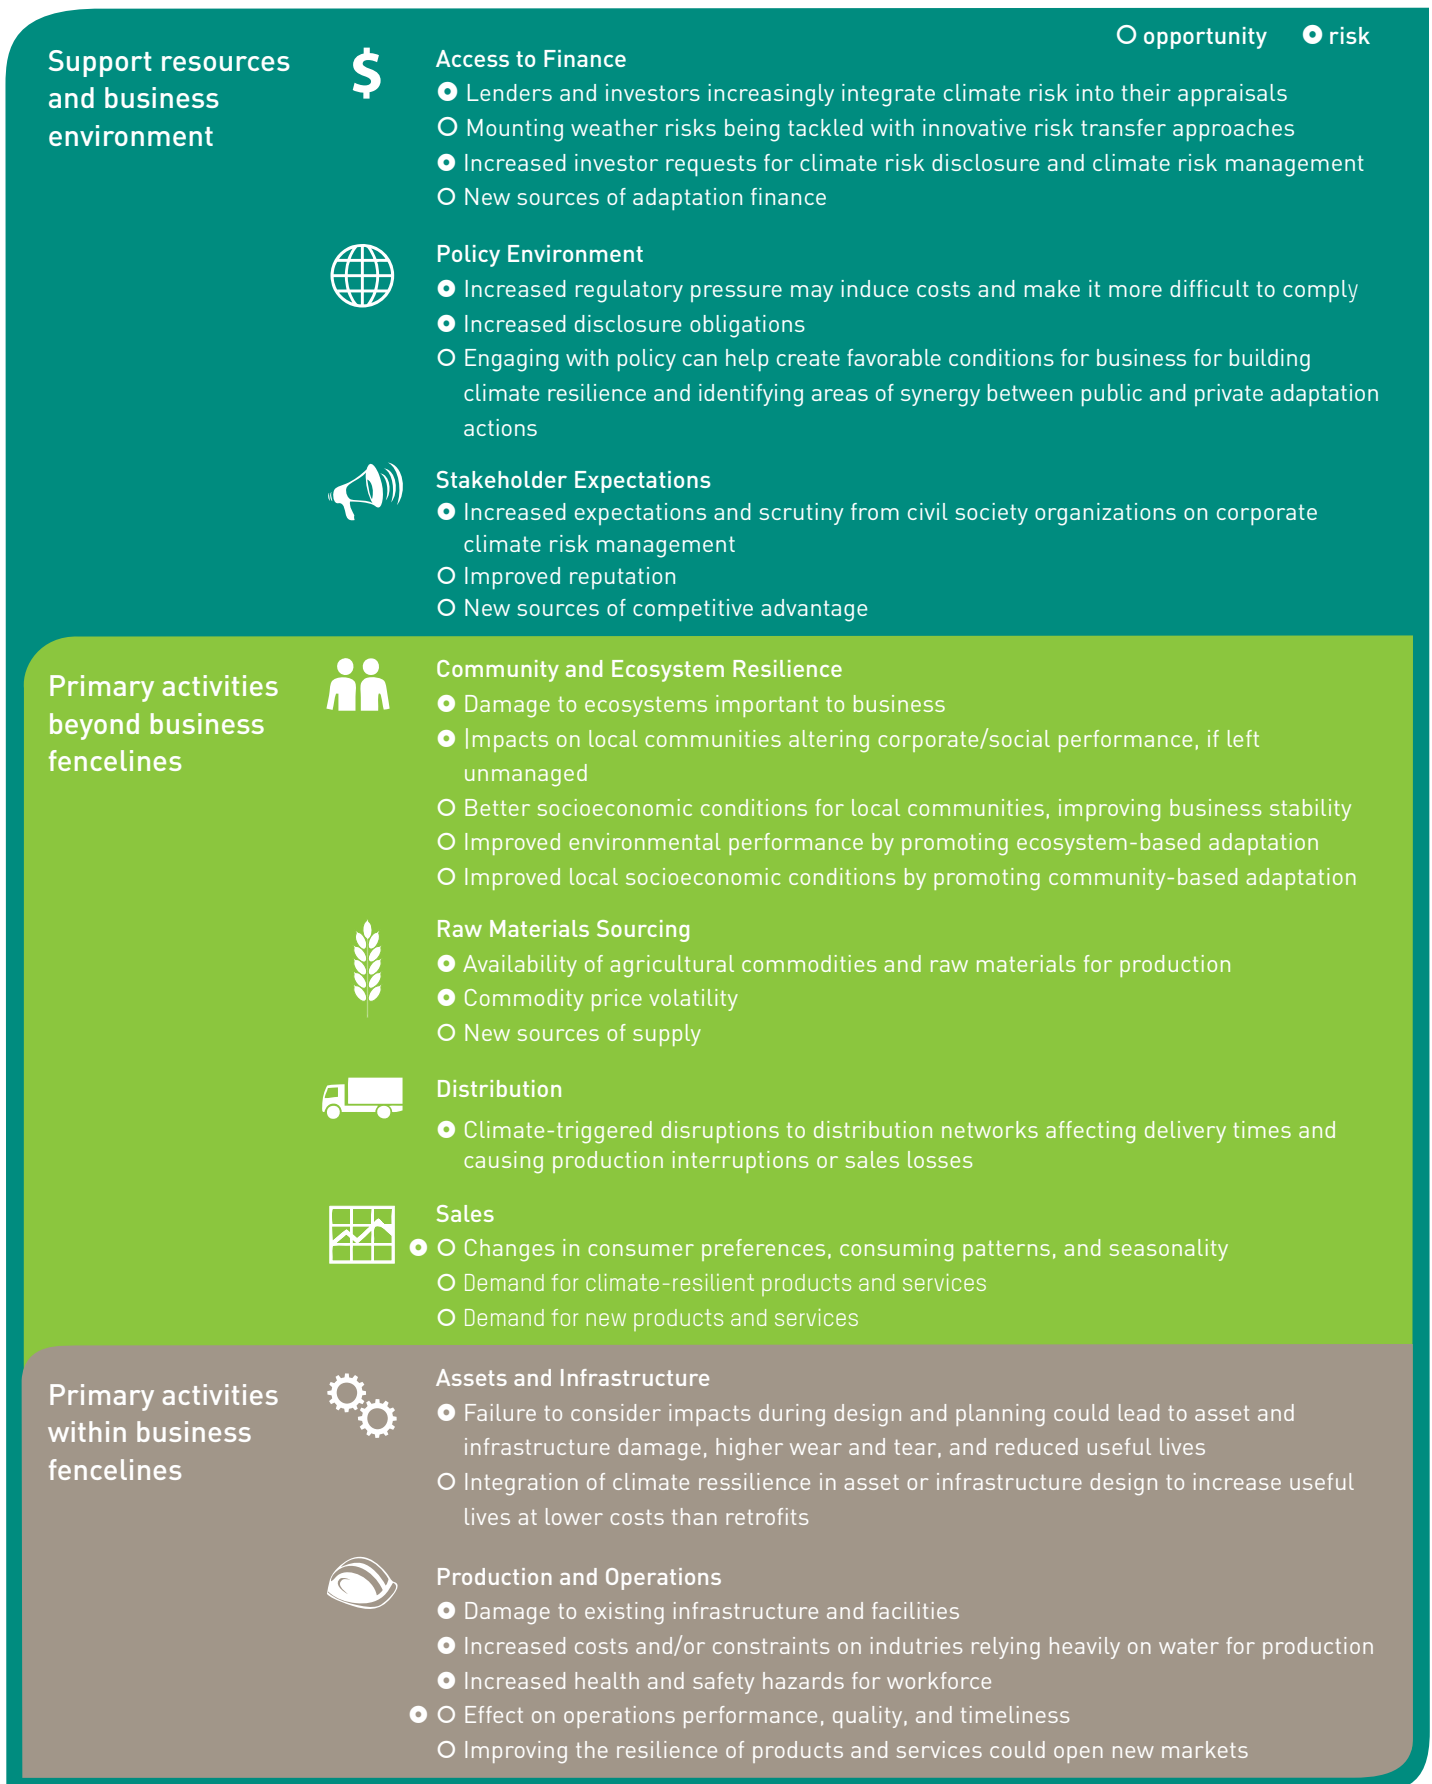 opportunity risk
Support resources
and business
environment
Access to Finance
Lenders and investors increasingly integrate climate risk into their appraisals
Mounting weather risks being tackled with innovative risk transfer approaches
Increased investor requests for climate risk disclosure and climate risk management
New sources of adaptation finance
Policy Environment
Increased regulatory pressure may induce costs and make it more difficult to comply
Increased disclosure obligations
Engaging with policy can help create favorable conditions for business for building
climate resilience and identifying areas of synergy between public and private adaptation
actions
Stakeholder Expectations
Increased expectations and scrutiny from civil society organizations on corporate
climate risk management
Improved reputation
New sources of competitive advantage
Primary activities
beyond business
fencelines
Community and Ecosystem Resilience
Damage to ecosystems important to business
Impacts on local communities altering corporate/social performance, if left
unmanaged
Better socioeconomic conditions for local communities, improving business stability
Improved environmental performance by promoting ecosystem-based adaptation
Improved local socioeconomic conditions by promoting community-based adaptation
Raw Materials Sourcing
Availability of agricultural commodities and raw materials for production
Commodity price volatility
New sources of supply
Distribution
Climate-triggered disruptions to distribution networks affecting delivery times and
causing production interruptions or sales losses
Sales
Changes in consumer preferences, consuming patterns, and seasonality
Demand for climate-resilient products and services
Demand for new products and services
Primary activities
within business
fencelines
Assets and Infrastructure
Failure to consider impacts during design and planning could lead to asset and
infrastructure damage, higher wear and tear, and reduced useful lives
Integration of climate ressilience in asset or infrastructure design to increase useful
lives at lower costs than retrofits
Production and Operations
Damage to existing infrastructure and facilities
Increased costs and/or constraints on indutries relying heavily on water for production
Increased health and safety hazards for workforce
Effect on operations performance, quality, and timeliness
Improving the resilience of products and services could open new markets